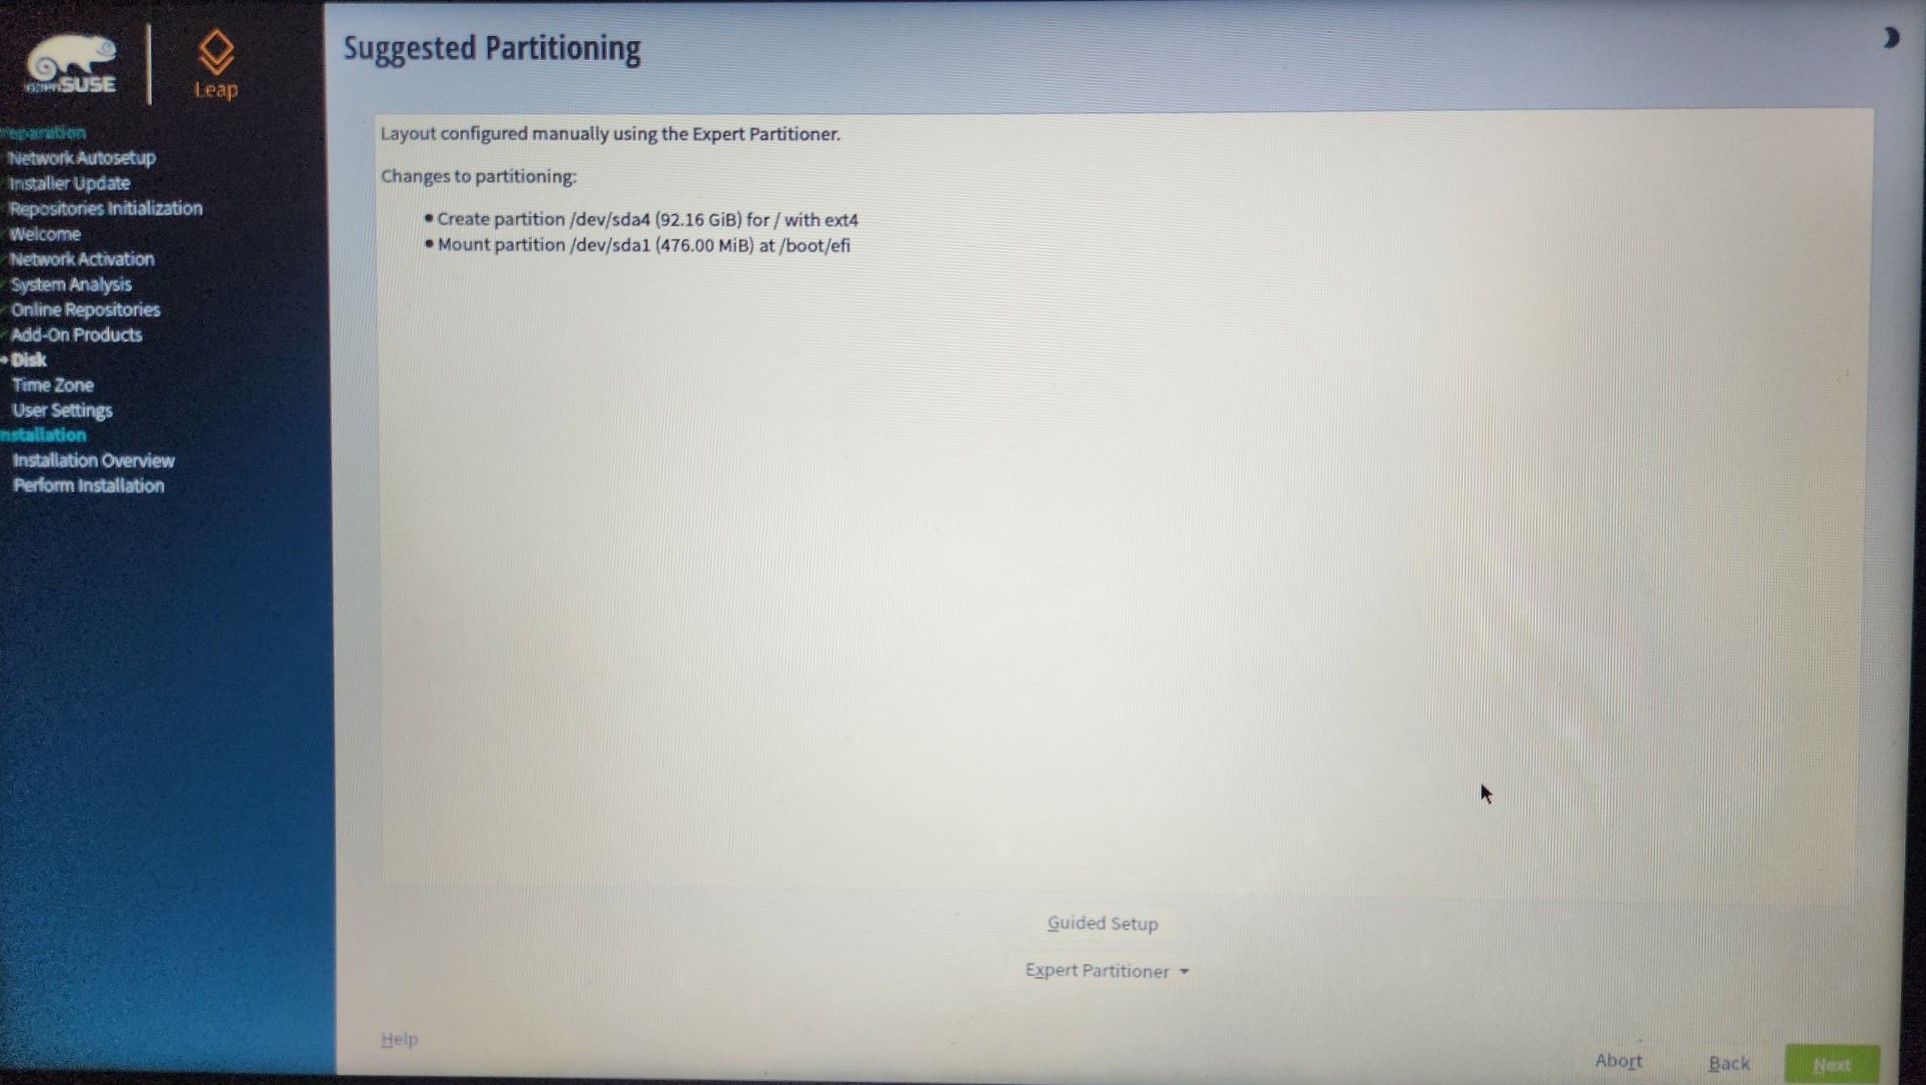 openSUSE
Leap
Preparation
Network Autosetup
Installer Update
Repositories Initialization
Welcome
Network Activation
System Analysis
Online Repositories
Add-On Products
Disk
Time Zone
User Settings
nstallation
Installation Overview
Perform Installation
Suggested Partitioning
Layout configured manually using the Expert Partitioner.
Changes to partitioning:
• Create partition /dev/sda4 (92.16 GiB) for / with ext4
• Mount partition /dev/sda1 (476.00 MiB) at /boot/efi
Guided Setup
Expert Partitioner
Help
Abort
Back
Next